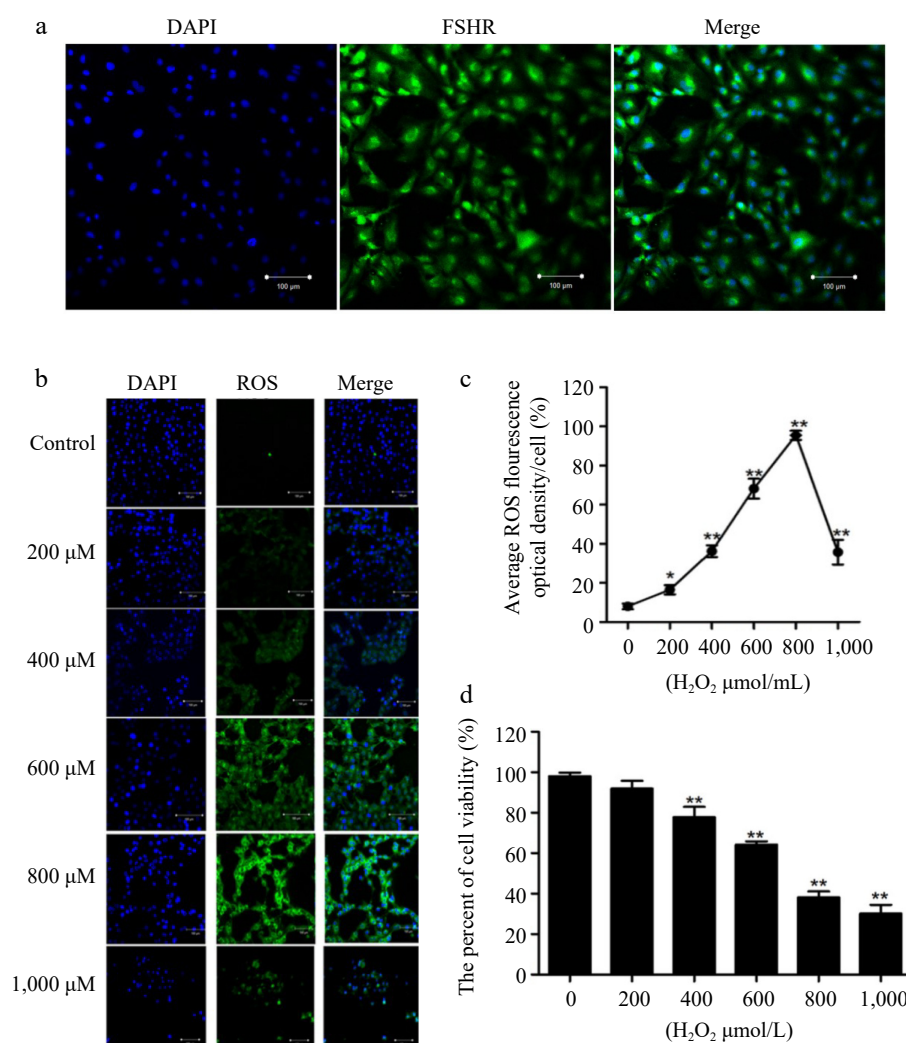 a
DAPI FSHR Merge
100 μm 100 μm 100 μm
b
DAPI ROS Merge
Control
200 μM
400 μM
600 μM
800 μM
1,000 μM
c
Average ROS flourescence
optical density/cell (%)
120
100
80
60
40
20
0
* ** ** ** **
0 200 400 600 800 1,000
(H₂O₂ μmol/mL)
d
The percent of cell viability (%)
120
100
80
60
40
20
0
** ** ** **
0 200 400 600 800 1,000
(H₂O₂ μmol/L)